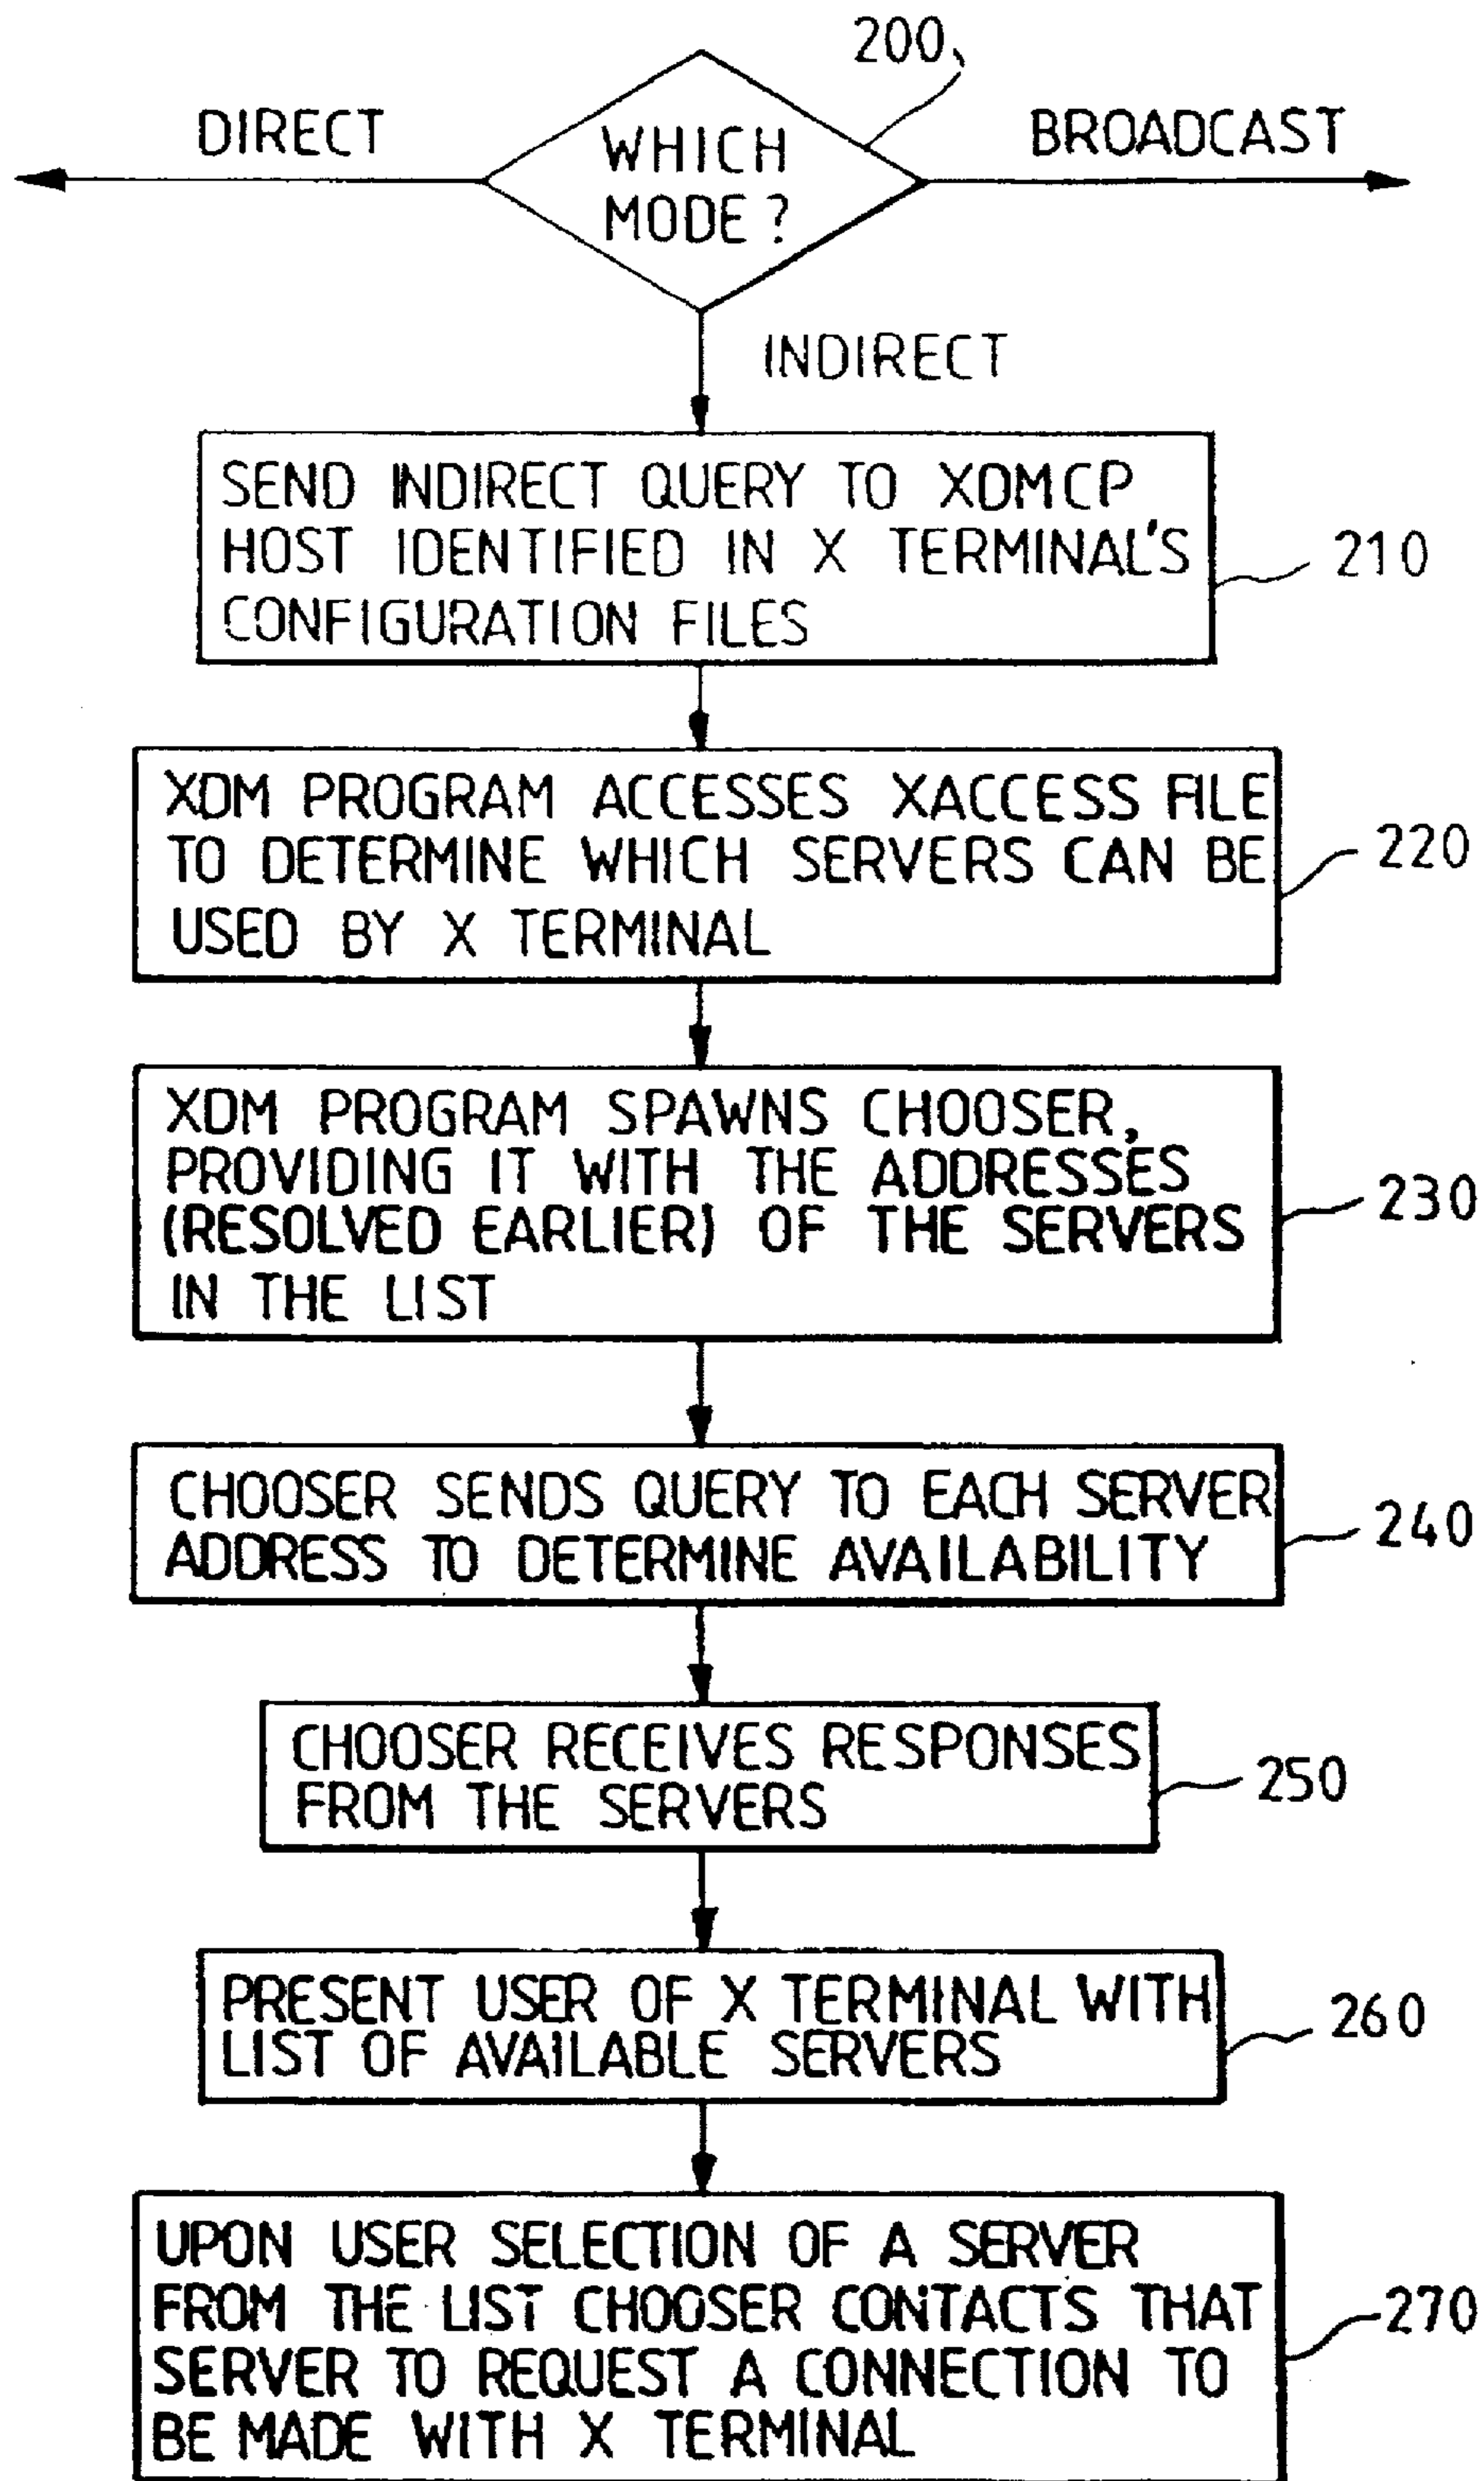 200
DIRECT
WHICH
MODE?
BROADCAST
INDIRECT
SEND INDIRECT QUERY TO XDMCP
HOST IDENTIFIED IN X TERMINAL'S
CONFIGURATION FILES
210
XDM PROGRAM ACCESSES XACCESS FILE
TO DETERMINE WHICH SERVERS CAN BE
USED BY X TERMINAL
220
XDM PROGRAM SPAWNS CHOOSER,
PROVIDING IT WITH THE ADDRESSES
(RESOLVED EARLIER) OF THE SERVERS
IN THE LIST
230
CHOOSER SENDS QUERY TO EACH SERVER
ADDRESS TO DETERMINE AVAILABILITY
240
CHOOSER RECEIVES RESPONSES
FROM THE SERVERS
250
PRESENT USER OF X TERMINAL WITH
LIST OF AVAILABLE SERVERS
260
UPON USER SELECTION OF A SERVER
FROM THE LIST CHOOSER CONTACTS THAT
SERVER TO REQUEST A CONNECTION TO
BE MADE WITH X TERMINAL
270